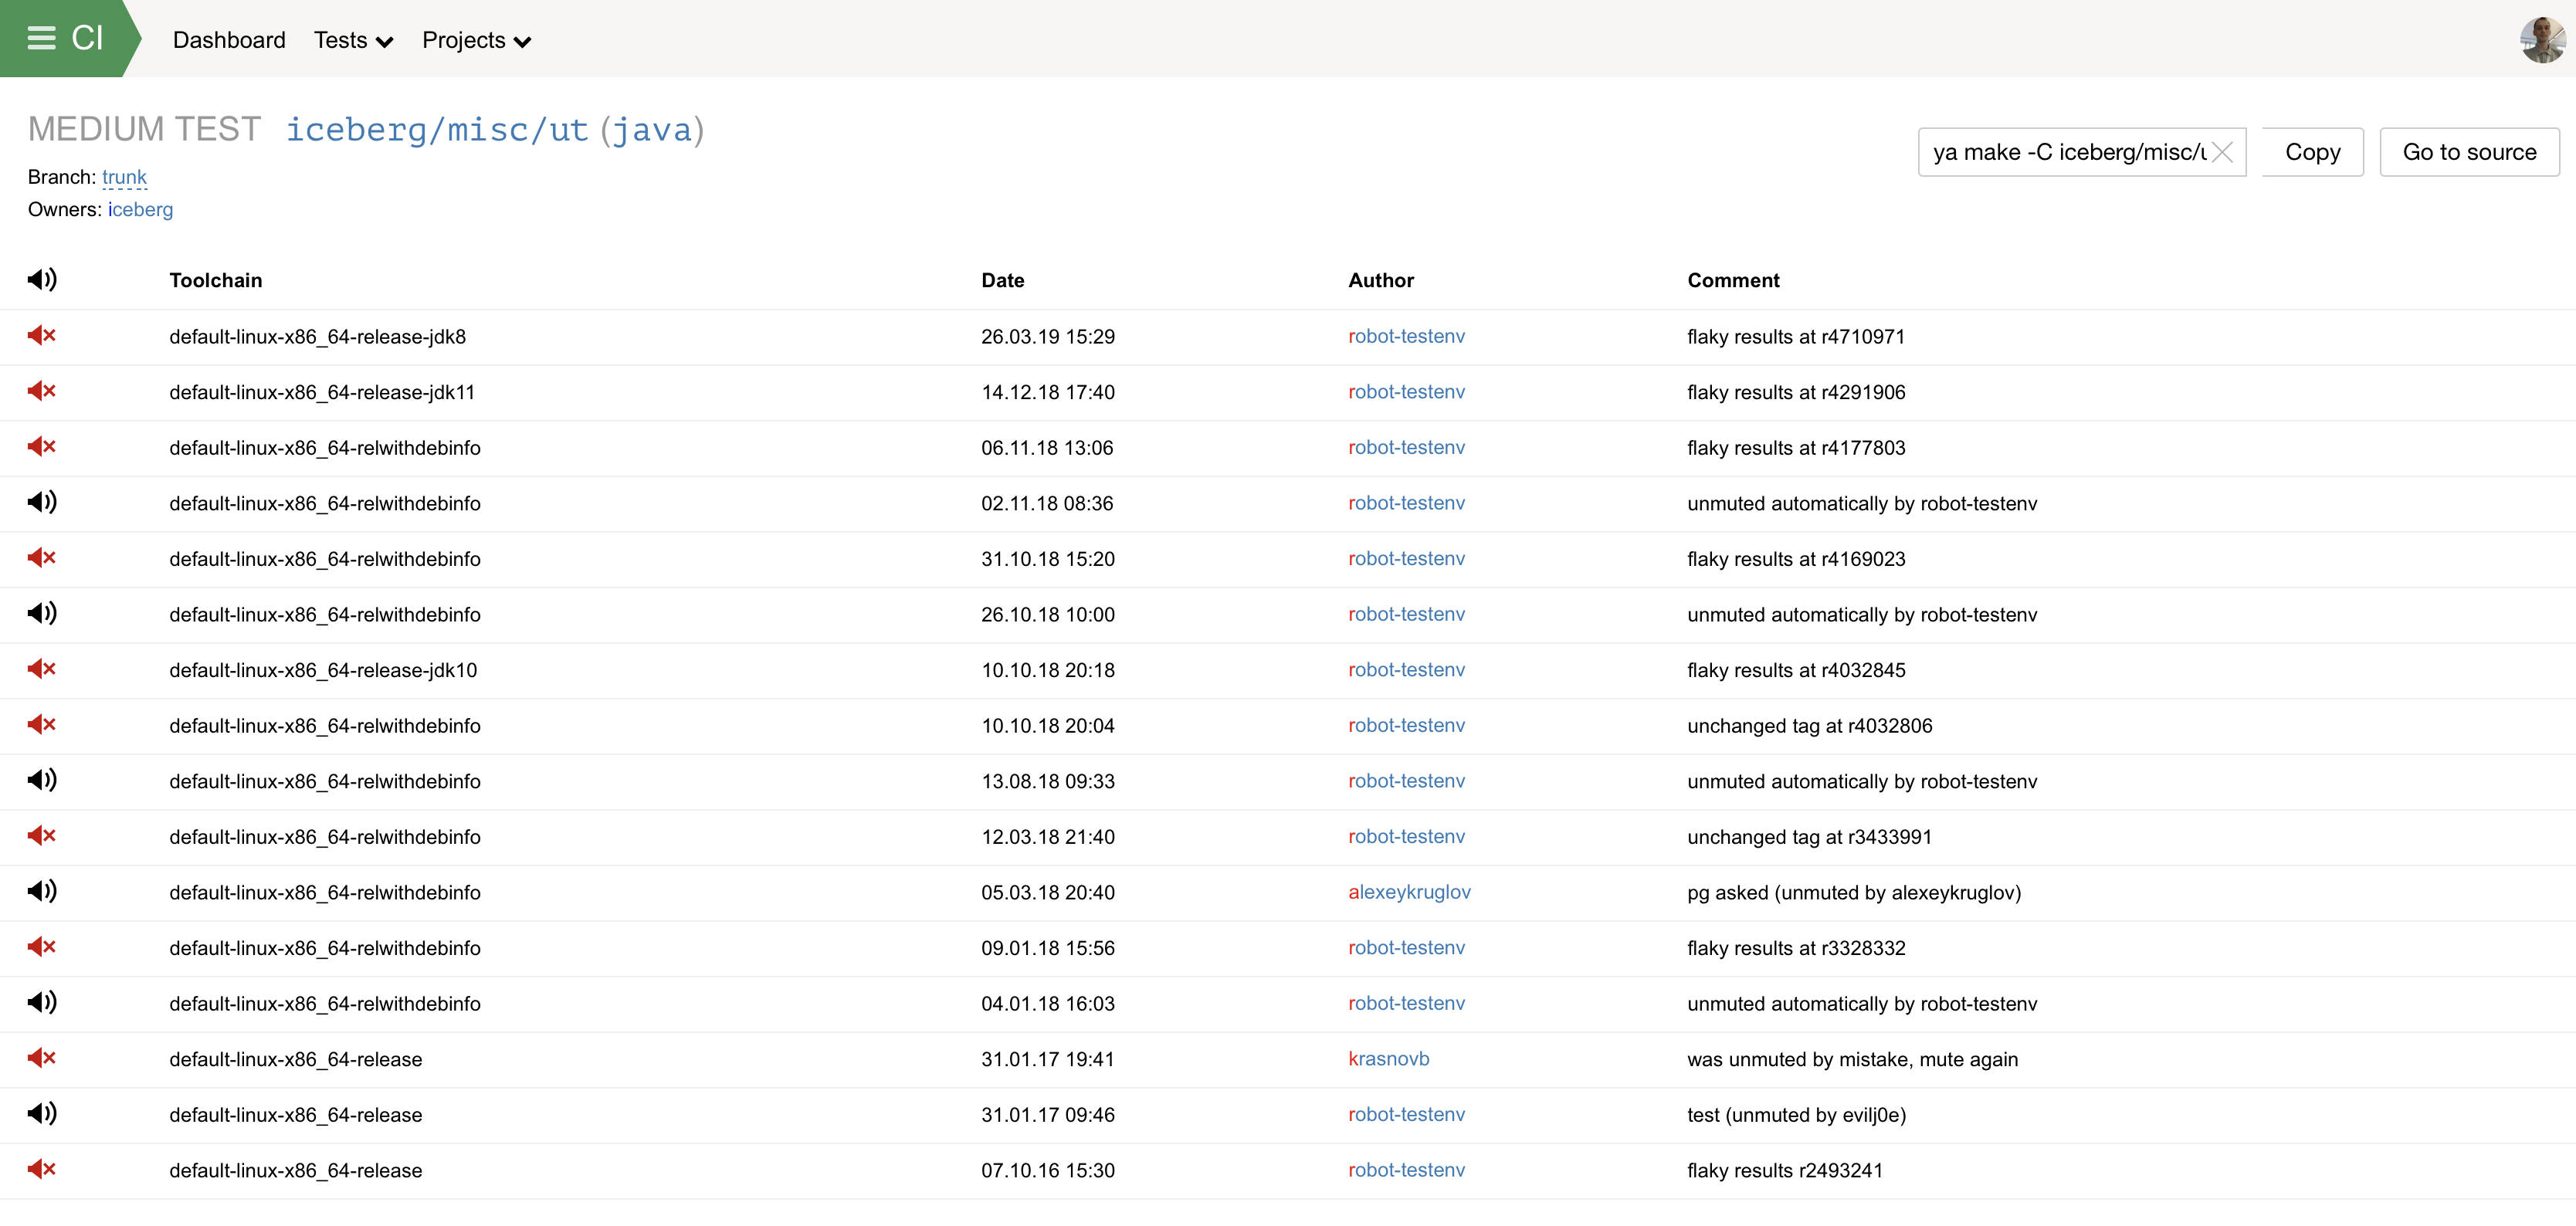 CI Dashboard Tests Projects
MEDIUM TEST iceberg/misc/ut (java)
ya make -C iceberg/misc/u Copy Go to source
Branch: trunk
Owners: iceberg
Toolchain Date Author Comment
default-linux-x86_64-release-jdk8 26.03.19 15:29 robot-testenv flaky results at r4710971
default-linux-x86_64-release-jdk11 14.12.18 17:40 robot-testenv flaky results at r4291906
default-linux-x86_64-relwithdebinfo 06.11.18 13:06 robot-testenv flaky results at r4177803
default-linux-x86_64-relwithdebinfo 02.11.18 08:36 robot-testenv unmuted automatically by robot-testenv
default-linux-x86_64-relwithdebinfo 31.10.18 15:20 robot-testenv flaky results at r4169023
default-linux-x86_64-relwithdebinfo 26.10.18 10:00 robot-testenv unmuted automatically by robot-testenv
default-linux-x86_64-release-jdk10 10.10.18 20:18 robot-testenv flaky results at r4032845
default-linux-x86_64-relwithdebinfo 10.10.18 20:04 robot-testenv unchanged tag at r4032806
default-linux-x86_64-relwithdebinfo 13.08.18 09:33 robot-testenv unmuted automatically by robot-testenv
default-linux-x86_64-relwithdebinfo 12.03.18 21:40 robot-testenv unchanged tag at r3433991
default-linux-x86_64-relwithdebinfo 05.03.18 20:40 alexeykruglov pg asked (unmuted by alexeykruglov)
default-linux-x86_64-relwithdebinfo 09.01.18 15:56 robot-testenv flaky results at r3328332
default-linux-x86_64-relwithdebinfo 04.01.18 16:03 robot-testenv unmuted automatically by robot-testenv
default-linux-x86_64-release 31.01.17 19:41 krasnovb was unmuted by mistake, mute again
default-linux-x86_64-release 31.01.17 09:46 robot-testenv test (unmuted by evilj0e)
default-linux-x86_64-release 07.10.16 15:30 robot-testenv flaky results r2493241